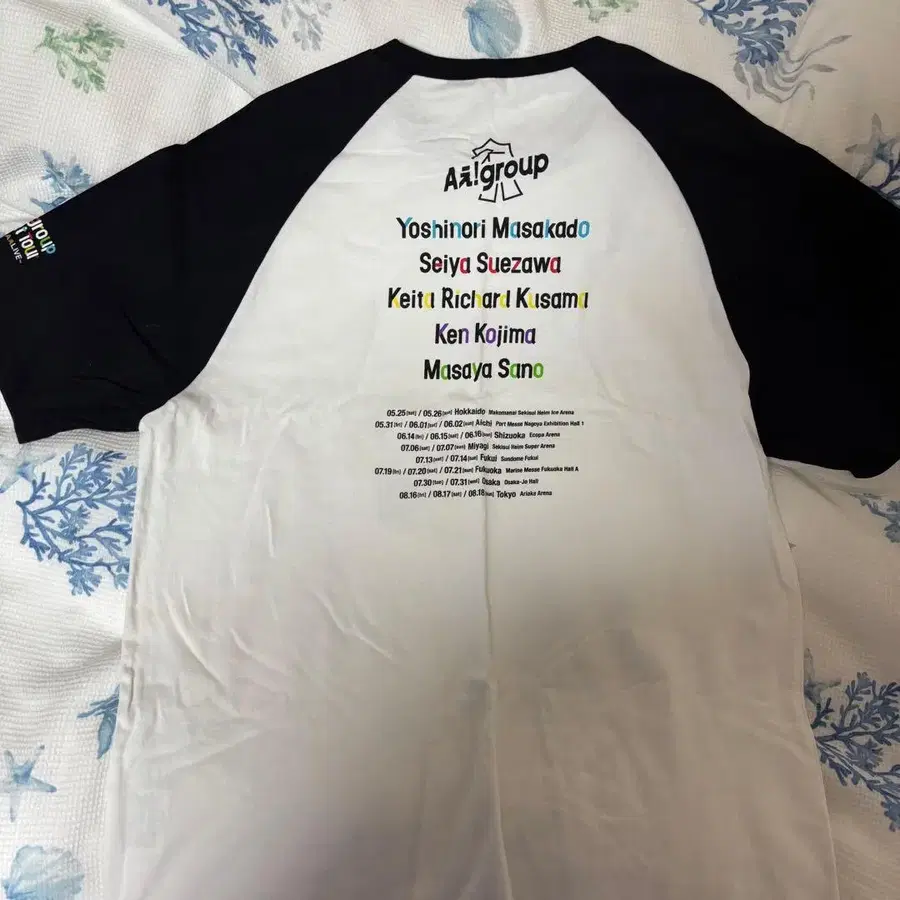 Aぇ! group
Yoshinori Masakado
Seiya Suezawa
Keita Richard Kusama
Ken Kojima
Masaya Sano
05.25[sat] / 05.26[sun] Hokkaido Makomanai Sekisui Heim Ice Arena
05.31[fri] / 06.01[sat] / 06.02[sun] Aichi Port Messe Nagoya Exhibition Hall 1
06.14[fri] / 06.15[sat] / 06.16[sun] Shizuoka Ecopa Arena
07.06[sat] / 07.07[sun] Miyagi Sekisui Heim Super Arena
07.13[sat] / 07.14[sun] Fukui Sundome Fukui
07.19[fri] / 07.20[sat] / 07.21[sun] Fukuoka Marine Messe Fukuoka Hall A
07.30[tue] / 07.31[wed] Osaka Osaka-Jo Hall
08.16[fri] / 08.17[sat] / 08.18[sun] Tokyo Ariake Arena
group
Tour
LIVE~